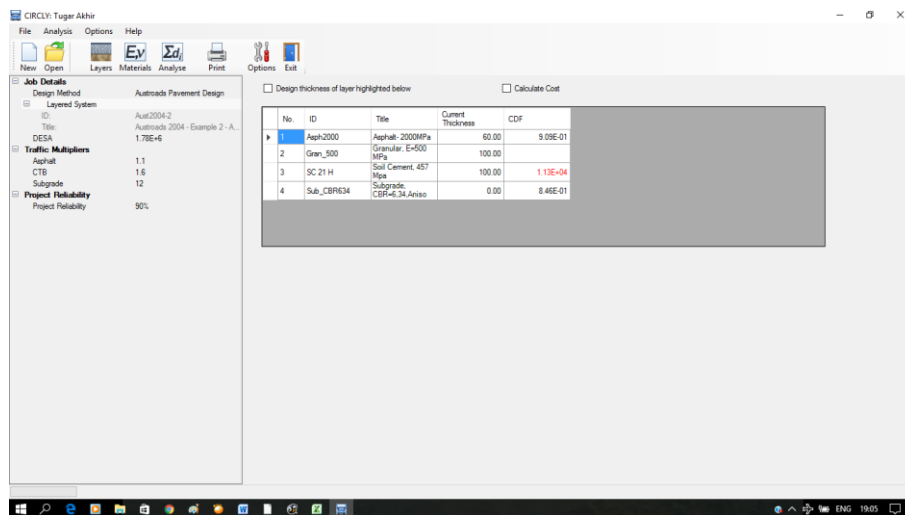 CIRCLY: Tugar Akhir
File Analysis Options Help
E,v Σd,
New Open Layers Materials Analyse Print Options Exit
Job Details
Design Method Austroads Pavement Design
Layered System
ID: Aust2004-2
Title: Austroads 2004 - Example 2 - A...
DESA 1.78E+6
Traffic Multipliers
Asphalt 1.1
CTB 1.6
Subgrade 12
Project Reliability
Project Reliability 90%
Design thickness of layer highlighted below Calculate Cost
No. ID Title Current Thickness CDF
1 Asph2000 Asphalt- 2000MPa 60.00 9.09E-01
2 Gran_500 Granular, E=500 MPa 100.00
3 SC 21 H Soil Cement, 457 Mpa 100.00 1.13E+04
4 Sub_CBR634 Subgrade, CBR=6.34,Aniso 0.00 8.46E-01
ENG 19:05